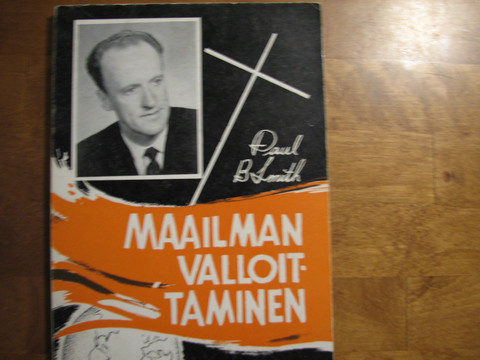 Paul
B Smith
MAAILMAN
VALLOIT-
TAMINEN